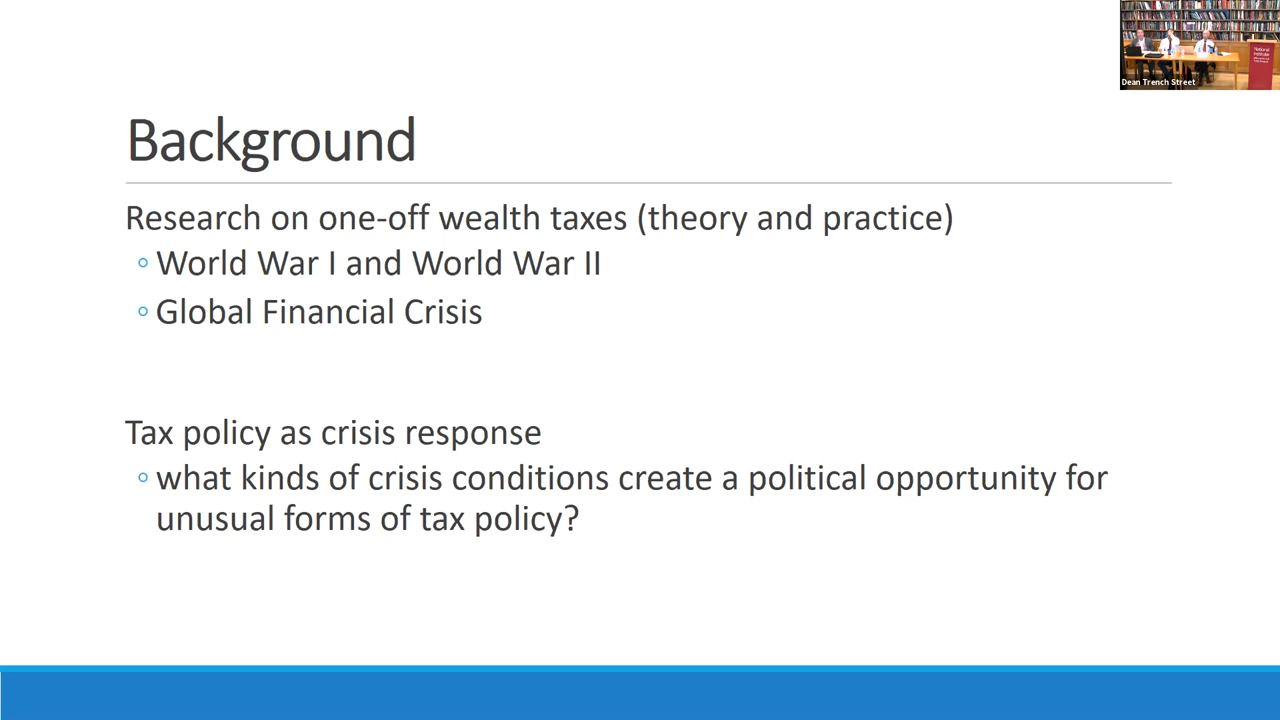 Dean Trench Street
National
Institute
Background
Research on one-off wealth taxes (theory and practice)
World War I and World War II
Global Financial Crisis
Tax policy as crisis response
what kinds of crisis conditions create a political opportunity for
unusual forms of tax policy?